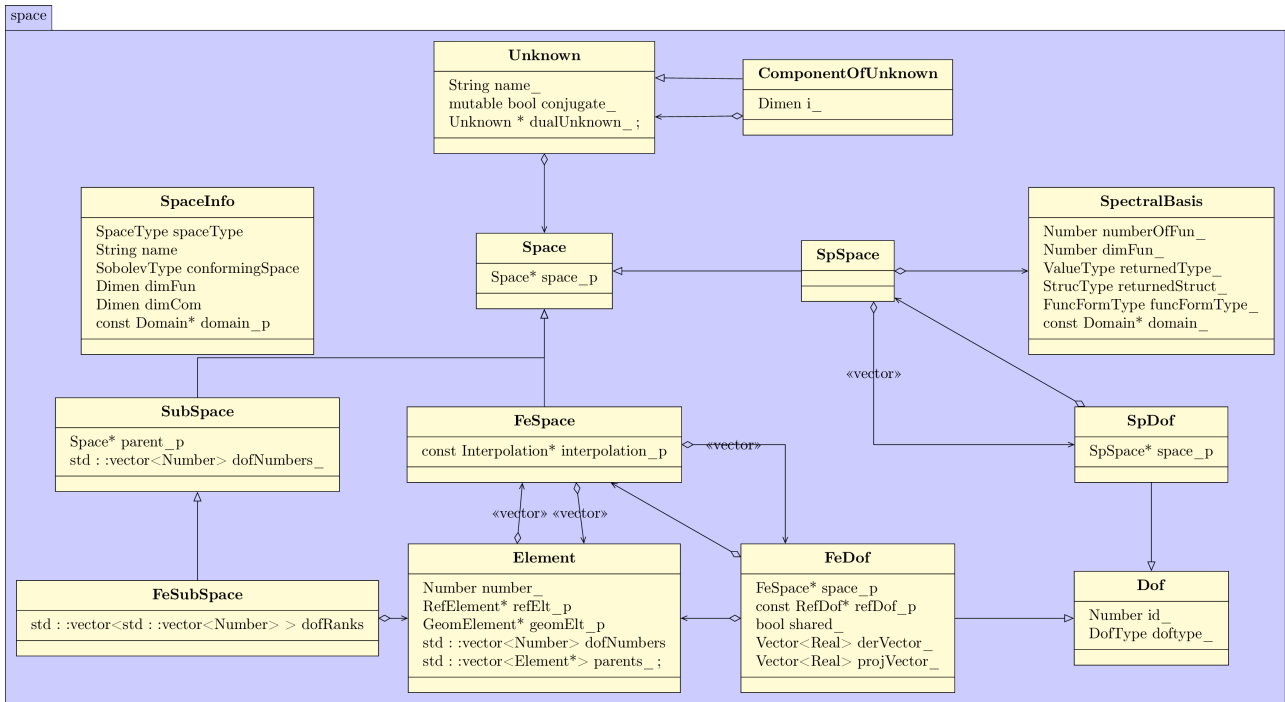 space
Unknown
String name_
mutable bool conjugate_
Unknown * dualUnknown_ ;
ComponentOfUnknown
Dimen i_
SpaceInfo
SpaceType spaceType
String name
SobolevType conformingSpace
Dimen dimFun
Dimen dimCom
const Domain* domain_p
Space
Space* space_p
SpSpace
SpectralBasis
Number numberOfFun_
Number dimFun_
ValueType returnedType_
StrucType returnedStruct_
FuncFormType funcFormType_
const Domain* domain_
«vector»
SubSpace
Space* parent_p
std : :vector<Number> dofNumbers_
FeSpace
const Interpolation* interpolation_p
«vector»
SpDof
SpSpace* space_p
«vector» «vector»
FeSubSpace
std : :vector<std : :vector<Number> > dofRanks
Element
Number number_
RefElement* refElt_p
GeomElement* geomElt_p
std : :vector<Number> dofNumbers
std : :vector<Element*> parents_ ;
FeDof
FeSpace* space_p
const RefDof* refDof_p
bool shared_
Vector<Real> derVector_
Vector<Real> projVector_
Dof
Number id_
DofType doftype_